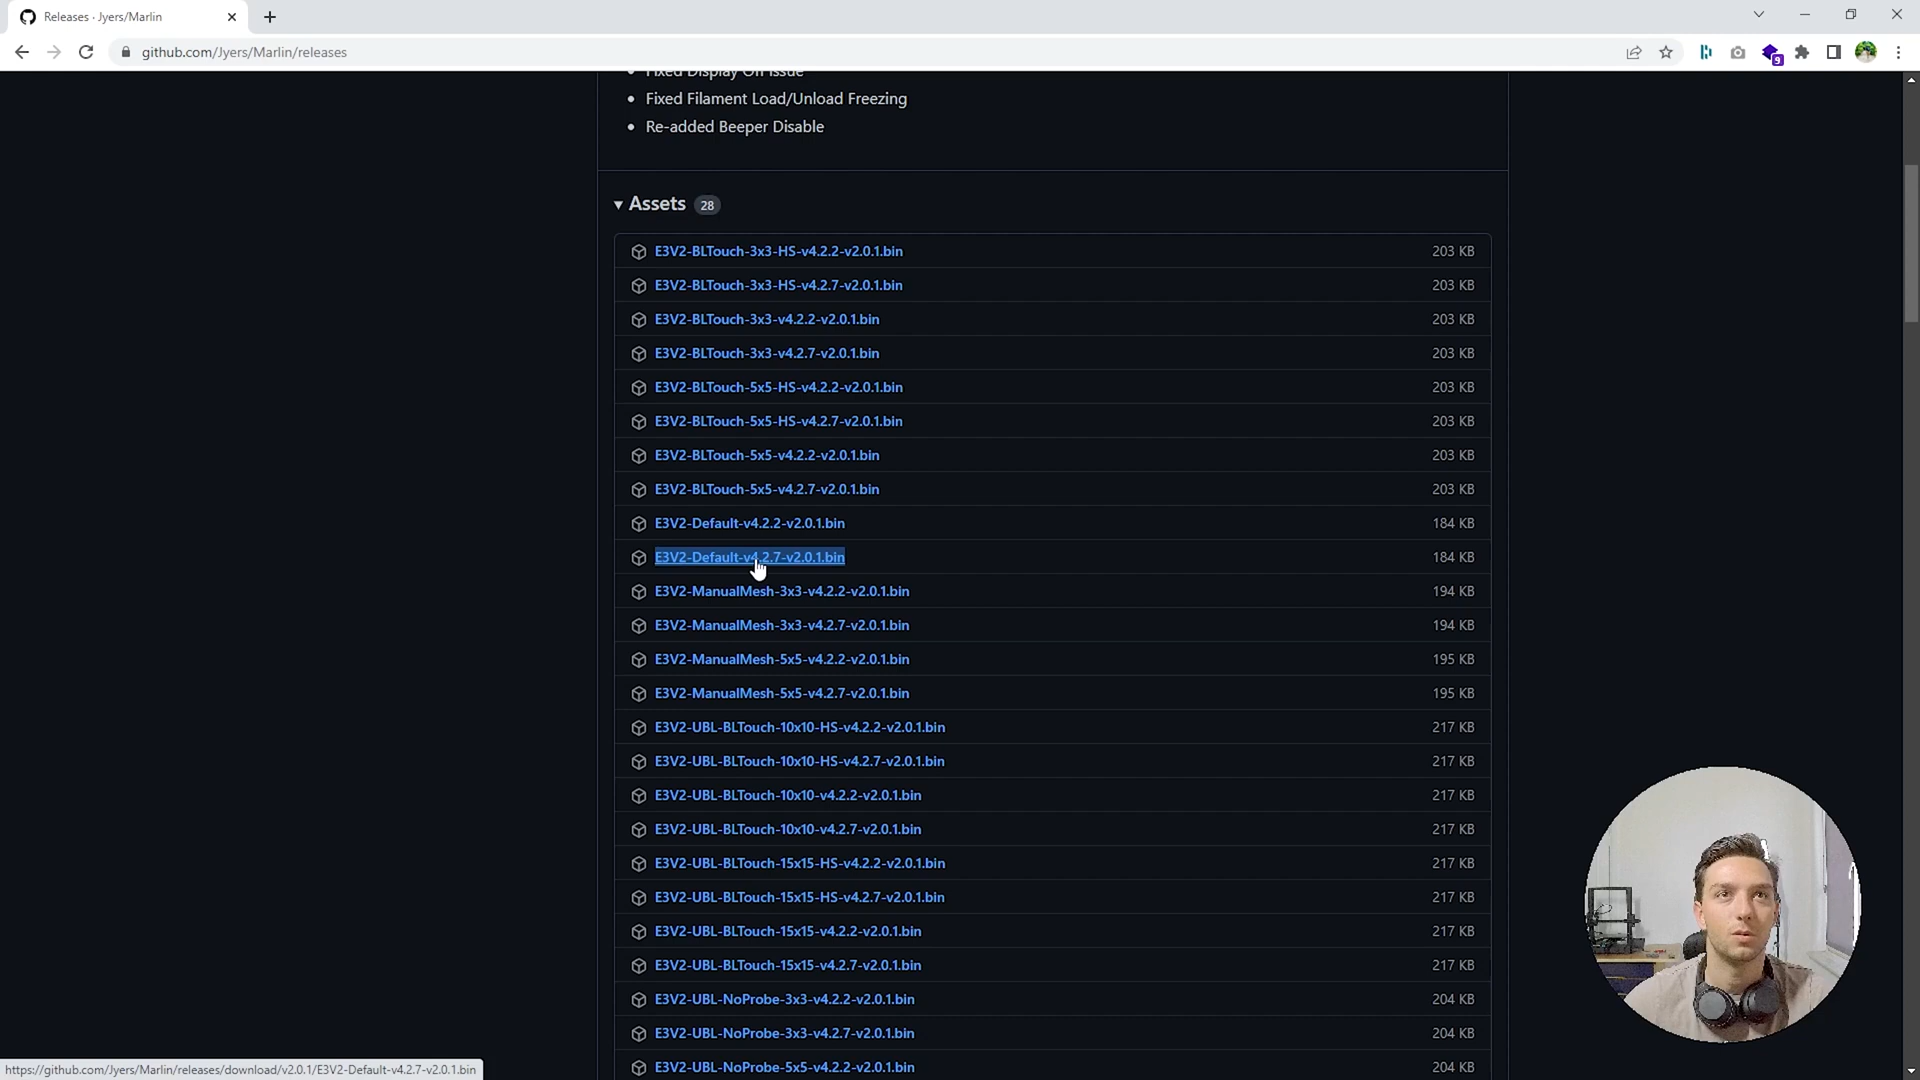 Releases · Jyers/Marlin
github.com/Jyers/Marlin/releases
9
Fixed Display Off Issue
Fixed Filament Load/Unload Freezing
Re-added Beeper Disable
Assets 28
E3V2-BLTouch-3x3-HS-v4.2.2-v2.0.1.bin 203 KB
E3V2-BLTouch-3x3-HS-v4.2.7-v2.0.1.bin 203 KB
E3V2-BLTouch-3x3-v4.2.2-v2.0.1.bin 203 KB
E3V2-BLTouch-3x3-v4.2.7-v2.0.1.bin 203 KB
E3V2-BLTouch-5x5-HS-v4.2.2-v2.0.1.bin 203 KB
E3V2-BLTouch-5x5-HS-v4.2.7-v2.0.1.bin 203 KB
E3V2-BLTouch-5x5-v4.2.2-v2.0.1.bin 203 KB
E3V2-BLTouch-5x5-v4.2.7-v2.0.1.bin 203 KB
E3V2-Default-v4.2.2-v2.0.1.bin 184 KB
E3V2-Default-v4.2.7-v2.0.1.bin 184 KB
E3V2-ManualMesh-3x3-v4.2.2-v2.0.1.bin 194 KB
E3V2-ManualMesh-3x3-v4.2.7-v2.0.1.bin 194 KB
E3V2-ManualMesh-5x5-v4.2.2-v2.0.1.bin 195 KB
E3V2-ManualMesh-5x5-v4.2.7-v2.0.1.bin 195 KB
E3V2-UBL-BLTouch-10x10-HS-v4.2.2-v2.0.1.bin 217 KB
E3V2-UBL-BLTouch-10x10-HS-v4.2.7-v2.0.1.bin 217 KB
E3V2-UBL-BLTouch-10x10-v4.2.2-v2.0.1.bin 217 KB
E3V2-UBL-BLTouch-10x10-v4.2.7-v2.0.1.bin 217 KB
E3V2-UBL-BLTouch-15x15-HS-v4.2.2-v2.0.1.bin 217 KB
E3V2-UBL-BLTouch-15x15-HS-v4.2.7-v2.0.1.bin 217 KB
E3V2-UBL-BLTouch-15x15-v4.2.2-v2.0.1.bin 217 KB
E3V2-UBL-BLTouch-15x15-v4.2.7-v2.0.1.bin 217 KB
E3V2-UBL-NoProbe-3x3-v4.2.2-v2.0.1.bin 204 KB
E3V2-UBL-NoProbe-3x3-v4.2.7-v2.0.1.bin 204 KB
E3V2-UBL-NoProbe-5x5-v4.2.2-v2.0.1.bin 204 KB
https://github.com/Jyers/Marlin/releases/download/v2.0.1/E3V2-Default-v4.2.7-v2.0.1.bin